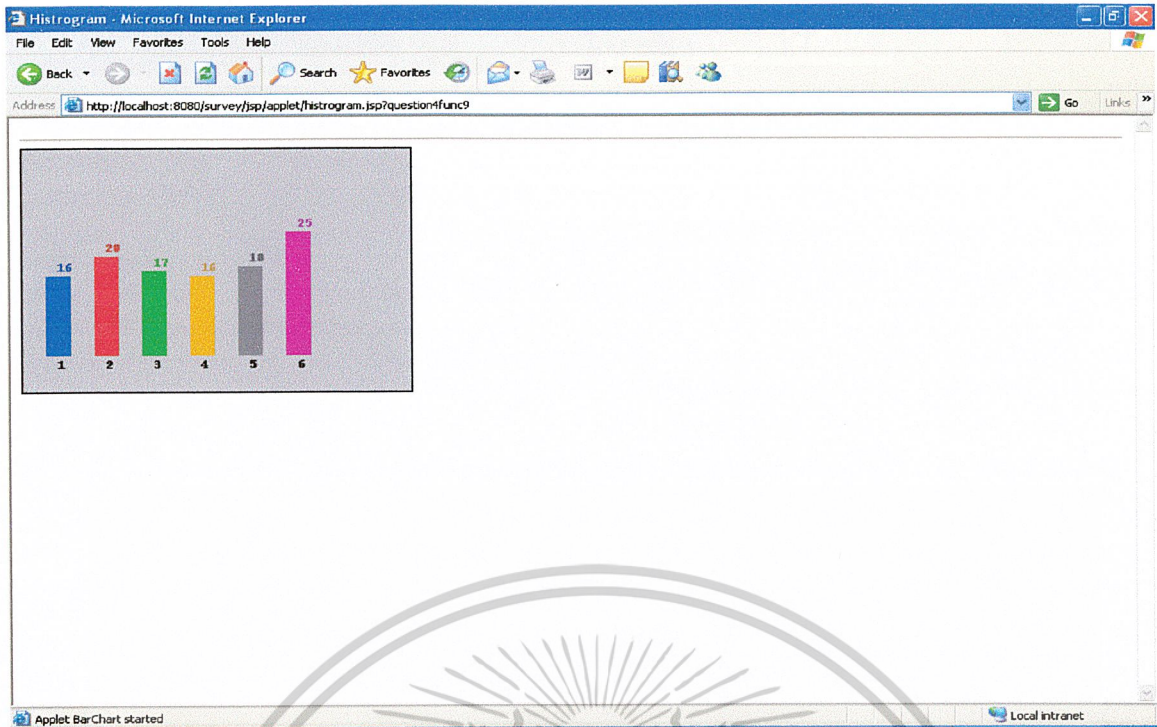 Histrogram - Microsoft Internet Explorer
File Edit View Favorites Tools Help
Back Search Favorites
Address http://localhost:8080/survey/jsp/applet/histrogram.jsp?question4func9 Go Links »
25
20
18
17
16 16
1 2 3 4 5 6
Applet BarChart started Local intranet